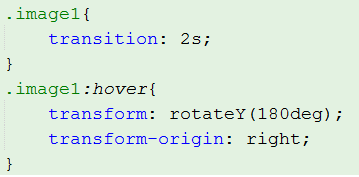 .image1{
    transition: 2s;
}
.image1:hover{
    transform: rotateY(180deg);
    transform-origin: right;
}